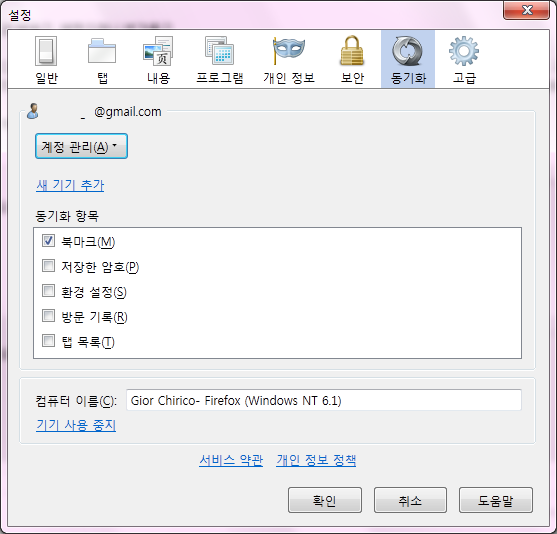 설정
일반 탭 내용 프로그램 개인 정보 보안 동기화 고급
_ @gmail.com
계정 관리(A)
새 기기 추가
동기화 항목
북마크(M)
저장한 암호(P)
환경 설정(S)
방문 기록(R)
탭 목록(T)
컴퓨터 이름(C): Gior Chirico- Firefox (Windows NT 6.1)
기기 사용 중지
서비스 약관 개인 정보 정책
확인 취소 도움말